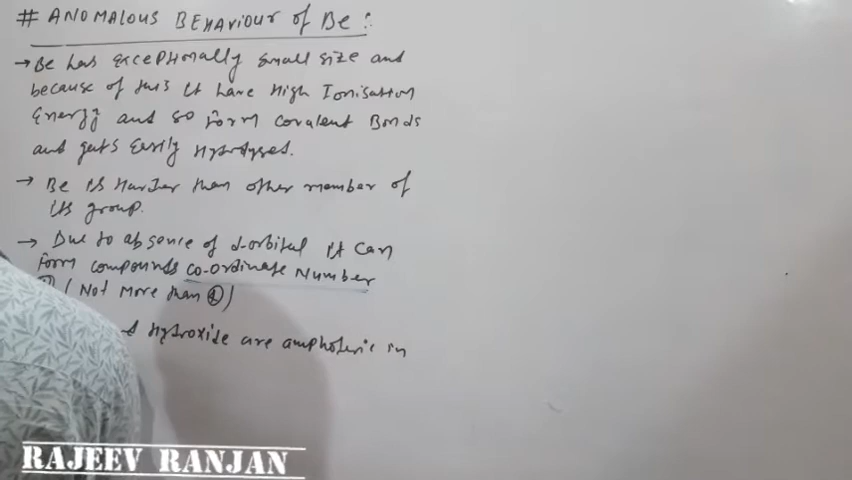 # ANOMALOUS BEHAVIOUR of Be :
→ Be has exceptionally small size and
because of this it have High Ionisation
Energy and so form covalent Bonds
and gets Easily Hydrolysed.
→ Be is Harder than other member of
its group.
→ Due to absence of d-orbital it can
form compounds co-ordinate Number
(Not more than 4)
Hydroxide are amphoteric in
RAJEEV RANJAN